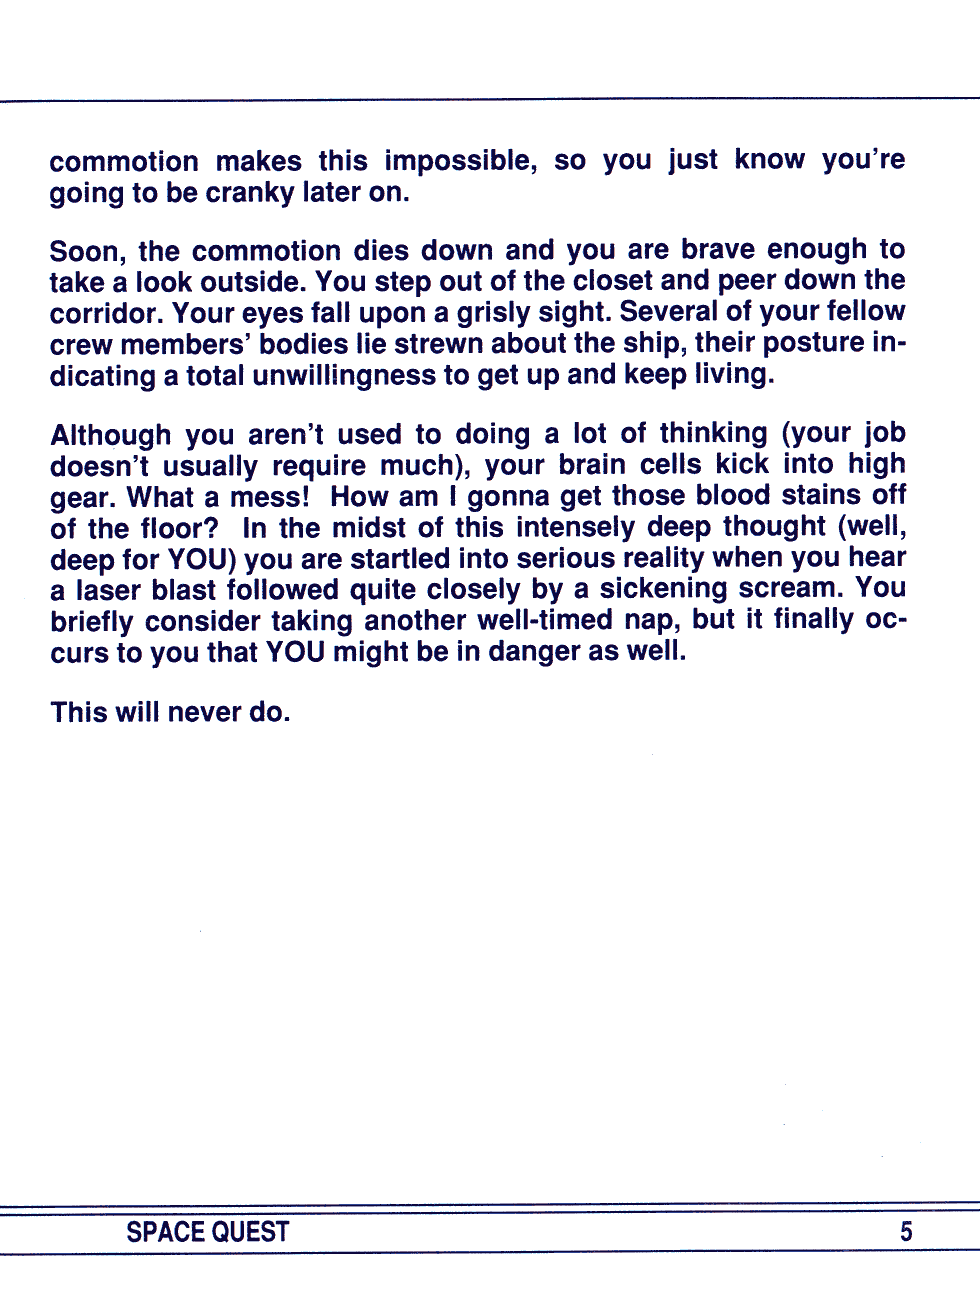 commotion makes this impossible, so you just know you're
going to be cranky later on.
Soon, the commotion dies down and you are brave enough to
take a look outside. You step out of the closet and peer down the
corridor. Your eyes fall upon a grisly sight. Several of your fellow
crew members' bodies lie strewn about the ship, their posture in-
dicating a total unwillingness to get up and keep living.
Although you aren't used to doing a lot of thinking (your job
doesn't usually require much), your brain cells kick into high
gear. What a mess!  How am I gonna get those blood stains off
of the floor?  In the midst of this intensely deep thought (well,
deep for YOU) you are startled into serious reality when you hear
a laser blast followed quite closely by a sickening scream. You
briefly consider taking another well-timed nap, but it finally oc-
curs to you that YOU might be in danger as well.
This will never do.
SPACE QUEST 5